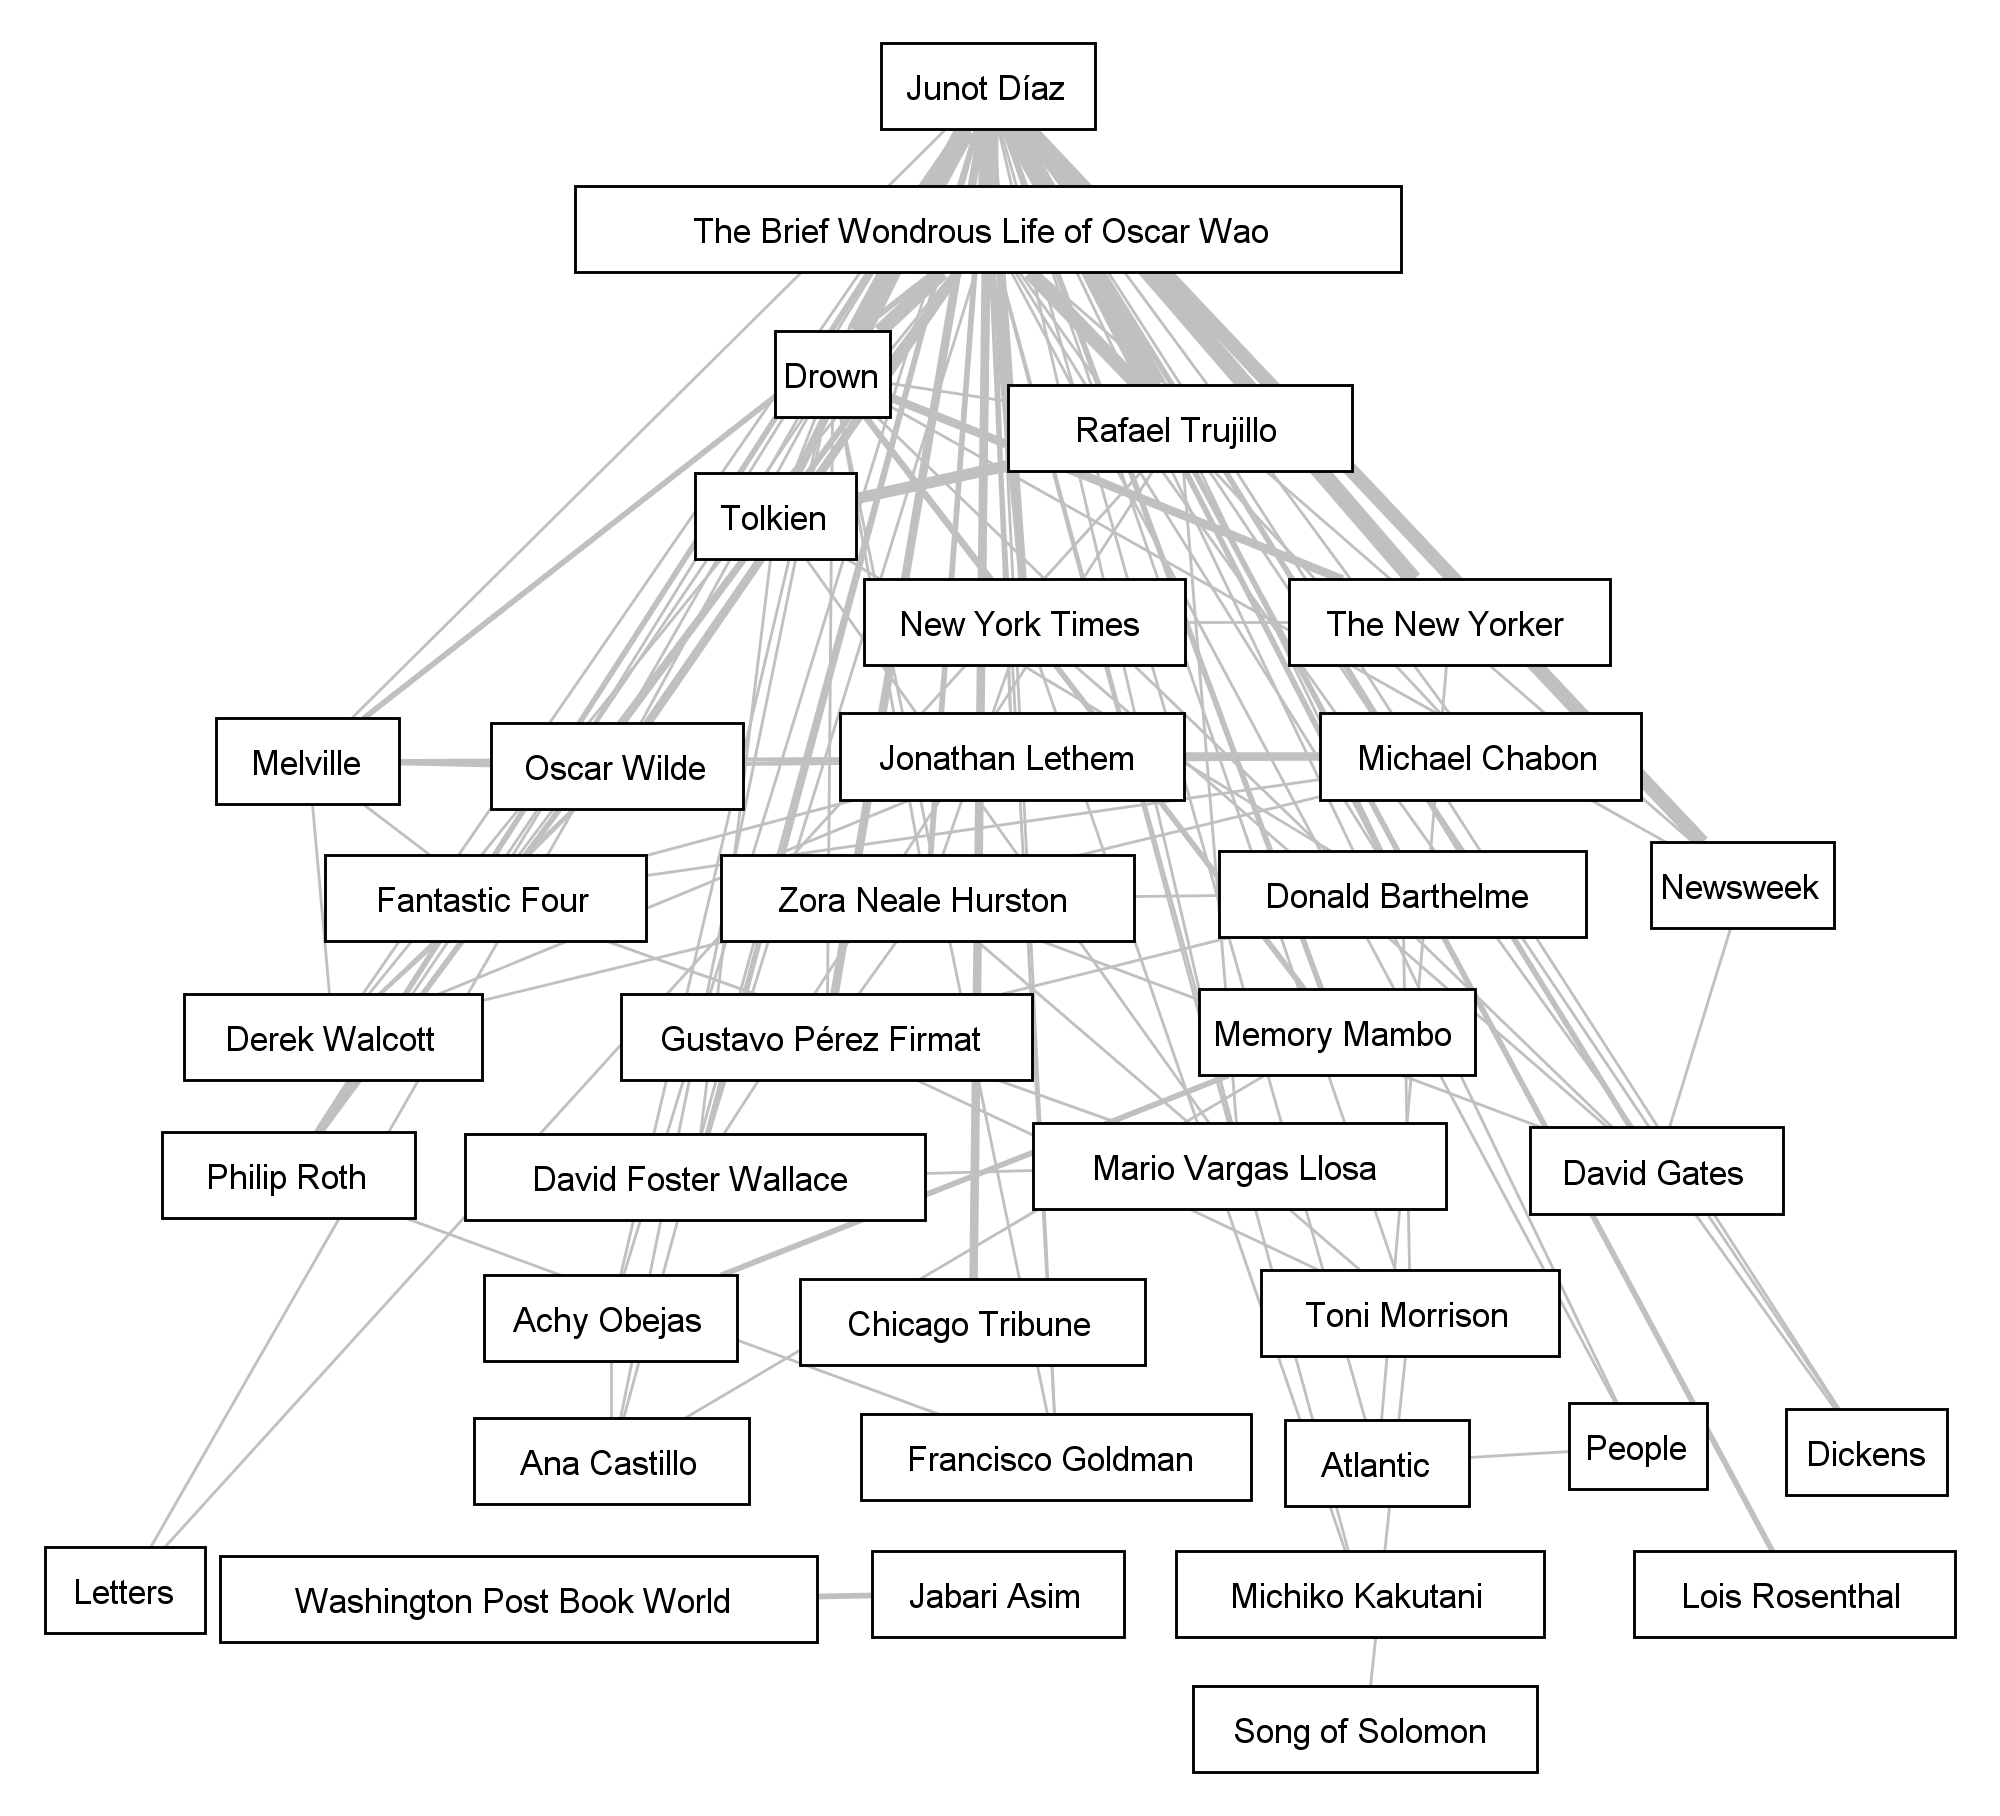 Junot Díaz
The Brief Wondrous Life of Oscar Wao
Drown
Rafael Trujillo
Tolkien
New York Times
The New Yorker
Melville
Oscar Wilde
Jonathan Lethem
Michael Chabon
Fantastic Four
Zora Neale Hurston
Donald Barthelme
Newsweek
Derek Walcott
Gustavo Pérez Firmat
Memory Mambo
Philip Roth
David Foster Wallace
Mario Vargas Llosa
David Gates
Achy Obejas
Chicago Tribune
Toni Morrison
Ana Castillo
Francisco Goldman
Atlantic
People
Dickens
Letters
Washington Post Book World
Jabari Asim
Michiko Kakutani
Lois Rosenthal
Song of Solomon